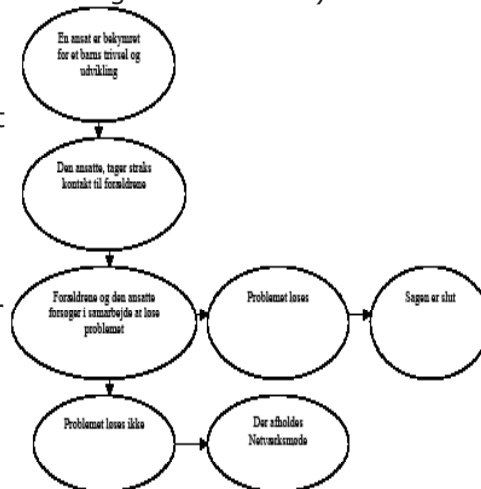 En ansat er bekymret
for et barns trivsel og
udvikling
Den ansatte, tager straks
kontakt til forældrene
Forældrene og den ansatte
forsøger i samarbejde at løse
problemet
Problemet løses
Sagen er slut
Problemet løses ikke
Der afholdes
Netværksmøde